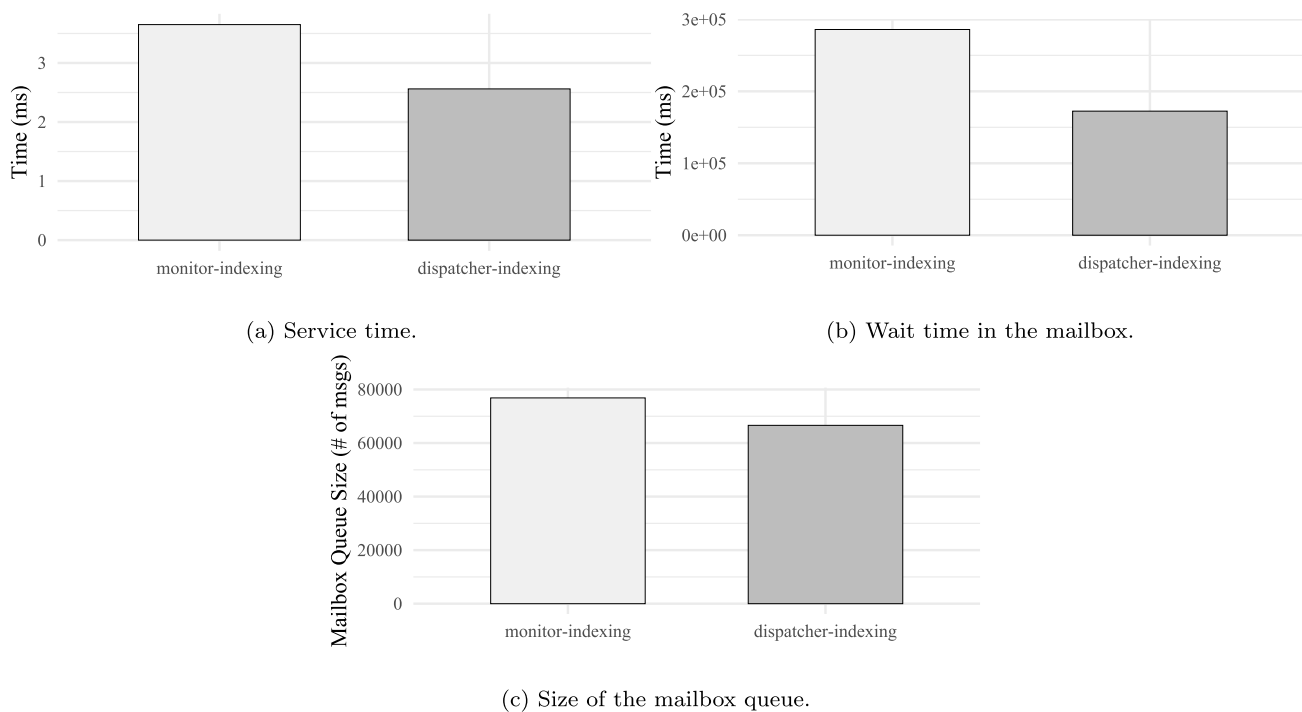 Time (ms)
3
2
1
0
monitor-indexing dispatcher-indexing
(a) Service time.
Time (ms)
3e+05
2e+05
1e+05
0e+00
monitor-indexing dispatcher-indexing
(b) Wait time in the mailbox.
Mailbox Queue Size (# of msgs)
80000
60000
40000
20000
0
monitor-indexing dispatcher-indexing
(c) Size of the mailbox queue.